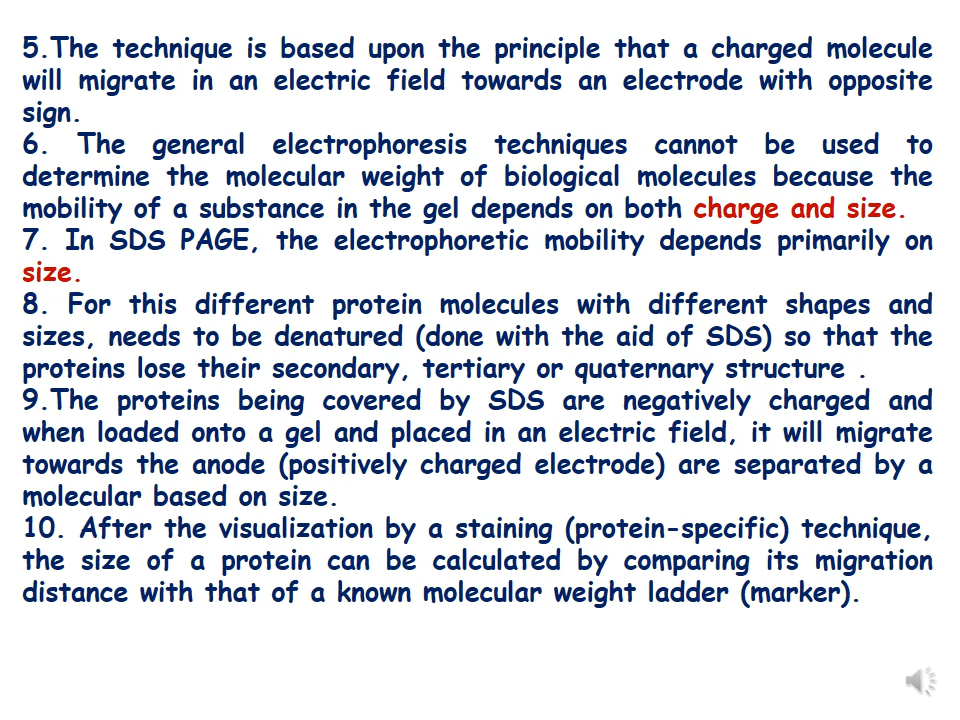 5.The technique is based upon the principle that a charged molecule
will migrate in an electric field towards an electrode with opposite
sign.
6. The general electrophoresis techniques cannot be used to
determine the molecular weight of biological molecules because the
mobility of a substance in the gel depends on both charge and size.
7. In SDS PAGE, the electrophoretic mobility depends primarily on
size.
8. For this different protein molecules with different shapes and
sizes, needs to be denatured (done with the aid of SDS) so that the
proteins lose their secondary, tertiary or quaternary structure .
9.The proteins being covered by SDS are negatively charged and
when loaded onto a gel and placed in an electric field, it will migrate
towards the anode (positively charged electrode) are separated by a
molecular based on size.
10. After the visualization by a staining (protein-specific) technique,
the size of a protein can be calculated by comparing its migration
distance with that of a known molecular weight ladder (marker).